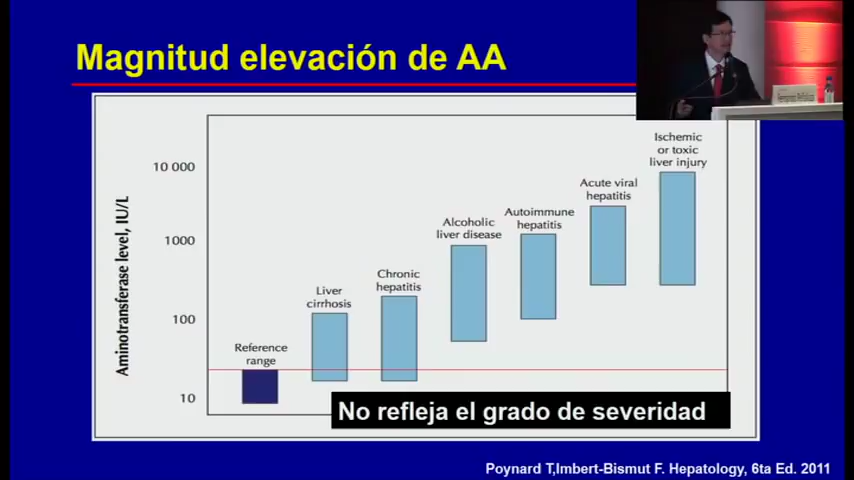 Magnitud elevación de AA
Aminotransferase level, IU/L
10 000
1000
100
10
Reference
range
Liver
cirrhosis
Chronic
hepatitis
Alcoholic
liver disease
Autoimmune
hepatitis
Acute viral
hepatitis
Ischemic
or toxic
liver injury
No refleja el grado de severidad
Poynard T,Imbert-Bismut F. Hepatology, 6ta Ed. 2011